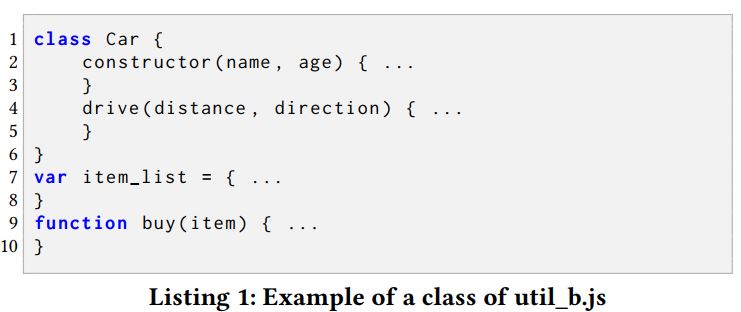 1 class Car {
2     constructor(name, age) { ...
3     }
4     drive(distance, direction) { ...
5     }
6 }
7 var item_list = { ...
8 }
9 function buy(item) { ...
10 }
Listing 1: Example of a class of util_b.js